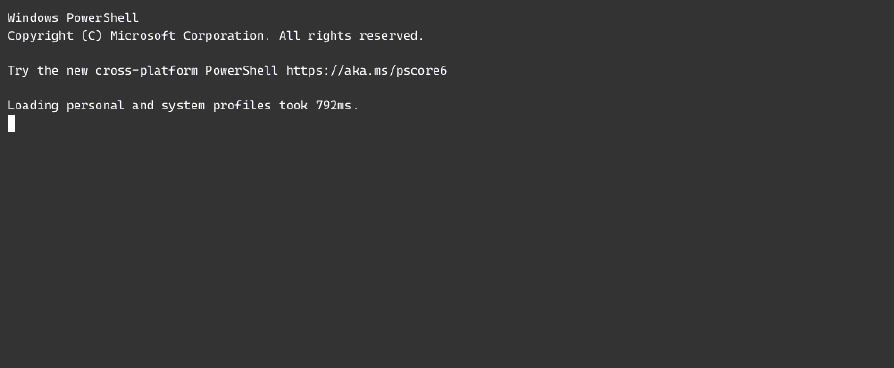 Windows PowerShell
Copyright (C) Microsoft Corporation. All rights reserved.
Try the new cross-platform PowerShell https://aka.ms/pscore6
Loading personal and system profiles took 792ms.